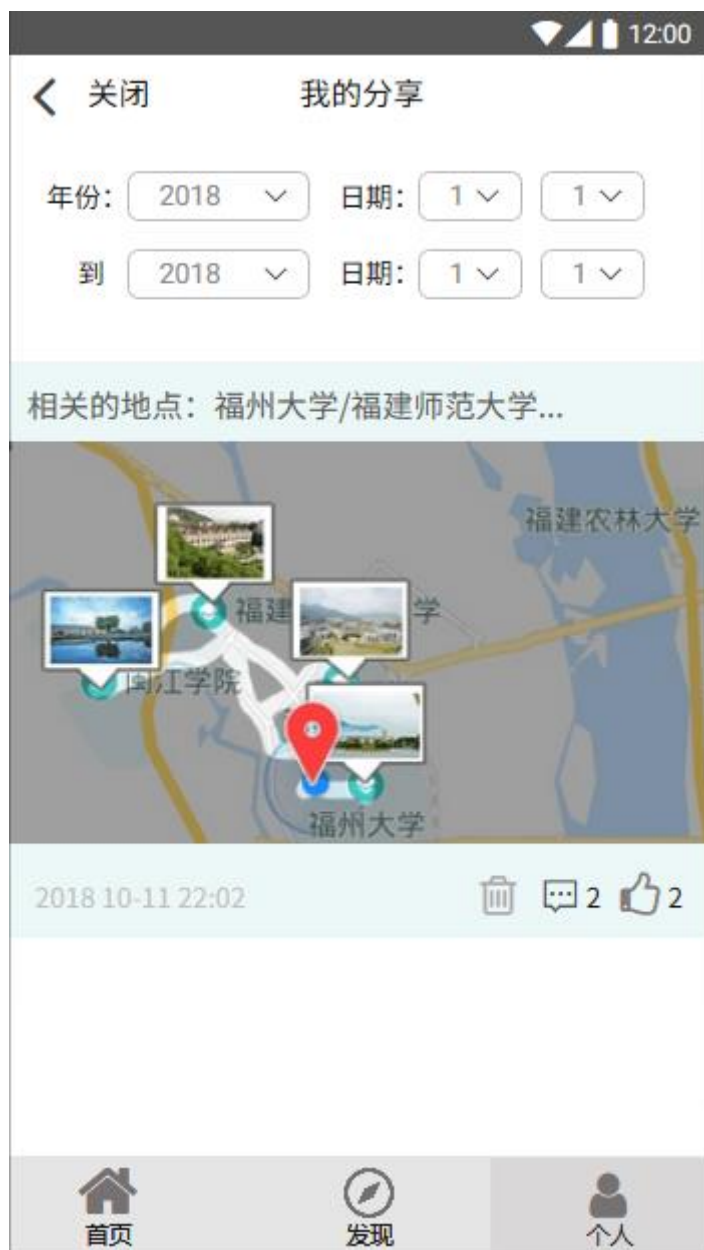 12:00
关闭 我的分享
年份: 2018 日期: 1 1
到 2018 日期: 1 1
相关的地点：福州大学/福建师范大学...
福建农林大学
福建 学
闽江学院
福州大学
2018 10-11 22:02 2 2
首页 发现 个人